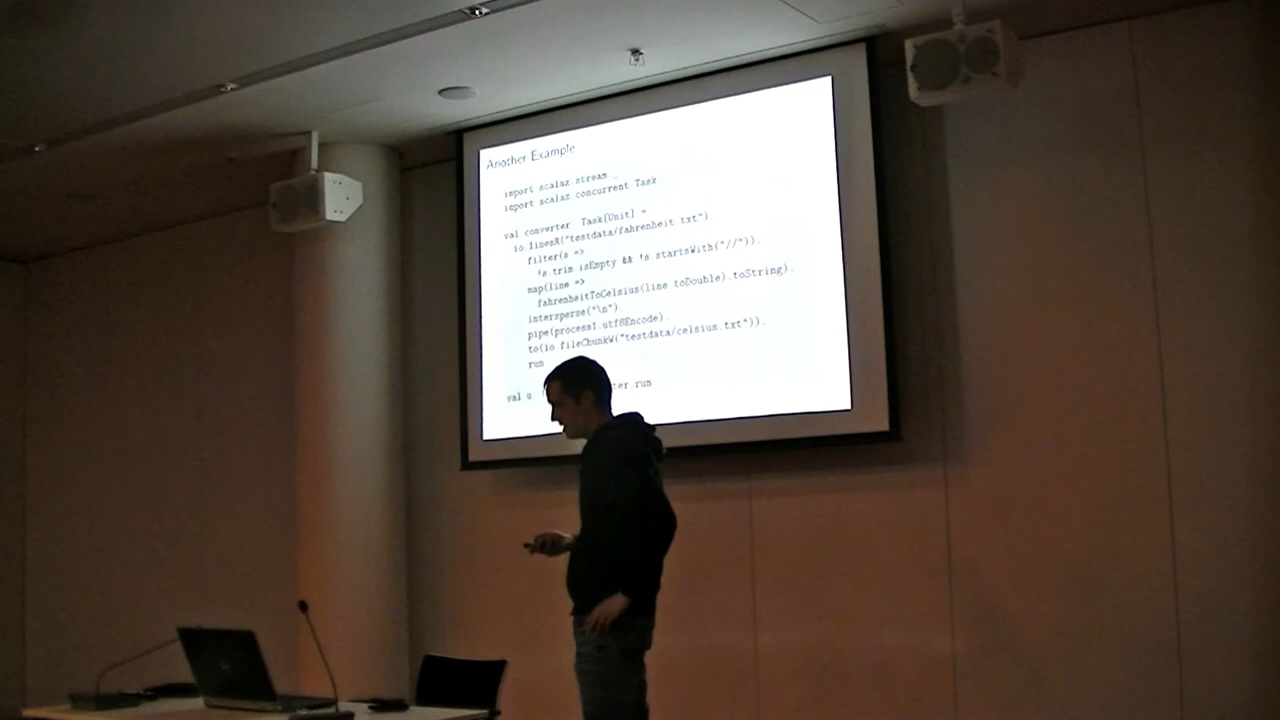 Another Example
import scalaz stream _
import scalaz concurrent Task
val converter Task[Unit] =
io linesR("testdata/fahrenheit txt")
filter(s =>
!s.trim.isEmpty && !s startsWith("//")).
map(line =>
fahrenheitToCelsius(line toDouble).toString).
intersperse("\n")
pipe(process1.utf8Encode).
to(io fileChunkW("testdata/celsius.txt")).
run
val u ter.run